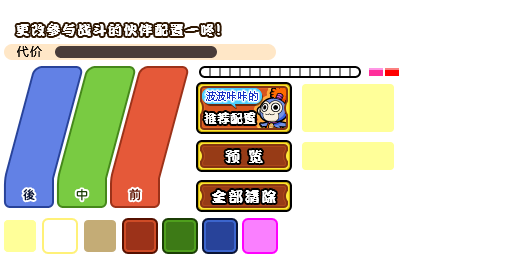 更改参与战斗的伙伴配置一咚!
代价
波波咔咔的
推荐配置
後
中
前
预览
全部清除